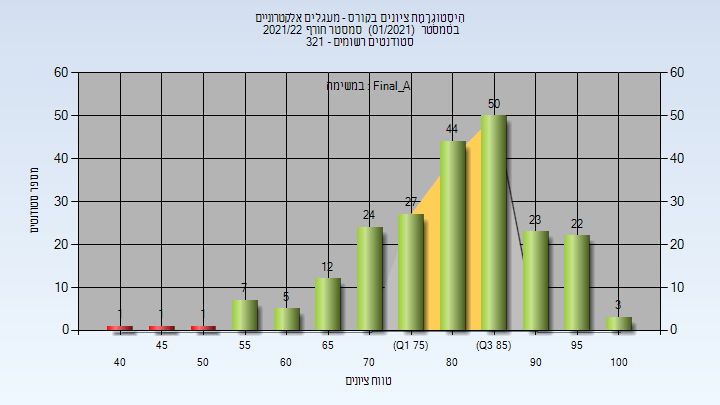 היסטוגרמת ציונים בקורס - מעגלים אלקטרוניים
בסמסטר (01/2021) סמסטר חורף 2021/22
סטודנטים רשומים - 321
במשימה : Final_A
60 60
50 50
40 40
30 30
20 20
10 10
0 0
מספר סטודנטים
1 1 1 7 5 12 24 27 44 50 23 22 3
45 55 65 (Q1 75) (Q3 85) 95
40 50 60 70 80 90 100
טווח ציונים